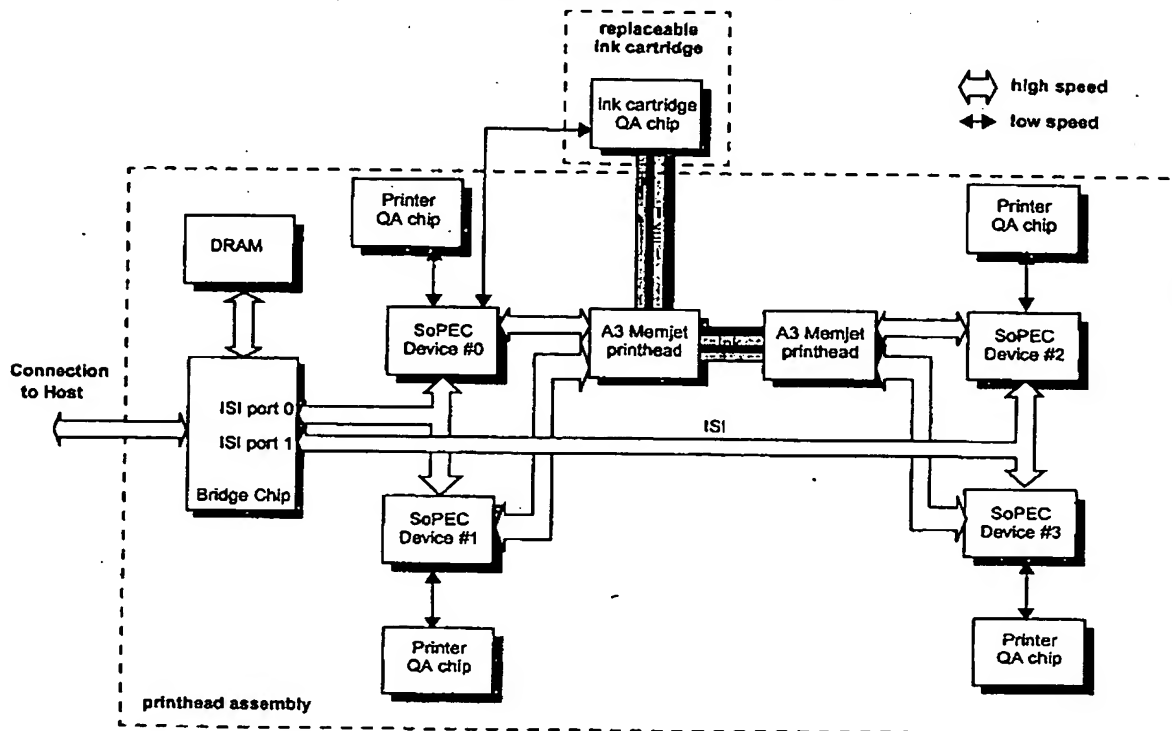 replaceable
ink cartridge
Ink cartridge
QA chip
high speed
low speed
Printer
QA chip
Printer
QA chip
DRAM
SoPEC
Device #0
A3 Memjet
printhead
A3 Memjet
printhead
SoPEC
Device #2
Connection
to Host
ISI port 0
ISI port 1
ISI
Bridge Chip
SoPEC
Device #1
SoPEC
Device #3
Printer
QA chip
Printer
QA chip
printhead assembly